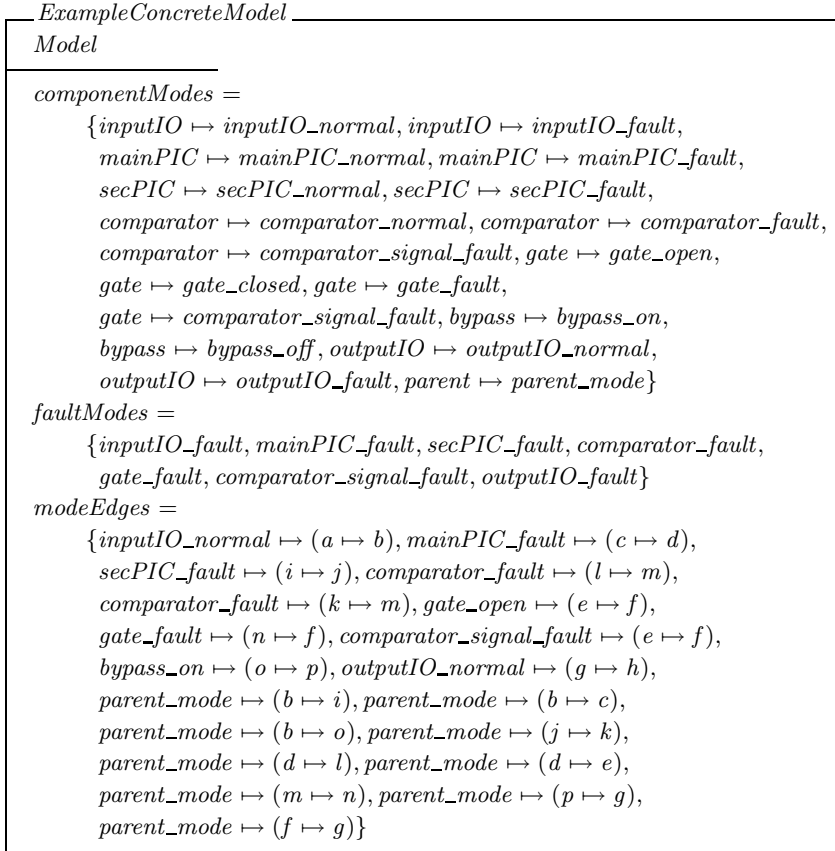 ExampleConcreteModel
Model
componentModes =
{inputIO ↦ inputIO_normal, inputIO ↦ inputIO_fault,
mainPIC ↦ mainPIC_normal, mainPIC ↦ mainPIC_fault,
secPIC ↦ secPIC_normal, secPIC ↦ secPIC_fault,
comparator ↦ comparator_normal, comparator ↦ comparator_fault,
comparator ↦ comparator_signal_fault, gate ↦ gate_open,
gate ↦ gate_closed, gate ↦ gate_fault,
gate ↦ comparator_signal_fault, bypass ↦ bypass_on,
bypass ↦ bypass_off, outputIO ↦ outputIO_normal,
outputIO ↦ outputIO_fault, parent ↦ parent_mode}
faultModes =
{inputIO_fault, mainPIC_fault, secPIC_fault, comparator_fault,
gate_fault, comparator_signal_fault, outputIO_fault}
modeEdges =
{inputIO_normal ↦ (a ↦ b), mainPIC_fault ↦ (c ↦ d),
secPIC_fault ↦ (i ↦ j), comparator_fault ↦ (l ↦ m),
comparator_fault ↦ (k ↦ m), gate_open ↦ (e ↦ f),
gate_fault ↦ (n ↦ f), comparator_signal_fault ↦ (e ↦ f),
bypass_on ↦ (o ↦ p), outputIO_normal ↦ (g ↦ h),
parent_mode ↦ (b ↦ i), parent_mode ↦ (b ↦ c),
parent_mode ↦ (b ↦ o), parent_mode ↦ (j ↦ k),
parent_mode ↦ (d ↦ l), parent_mode ↦ (d ↦ e),
parent_mode ↦ (m ↦ n), parent_mode ↦ (p ↦ g),
parent_mode ↦ (f ↦ g)}